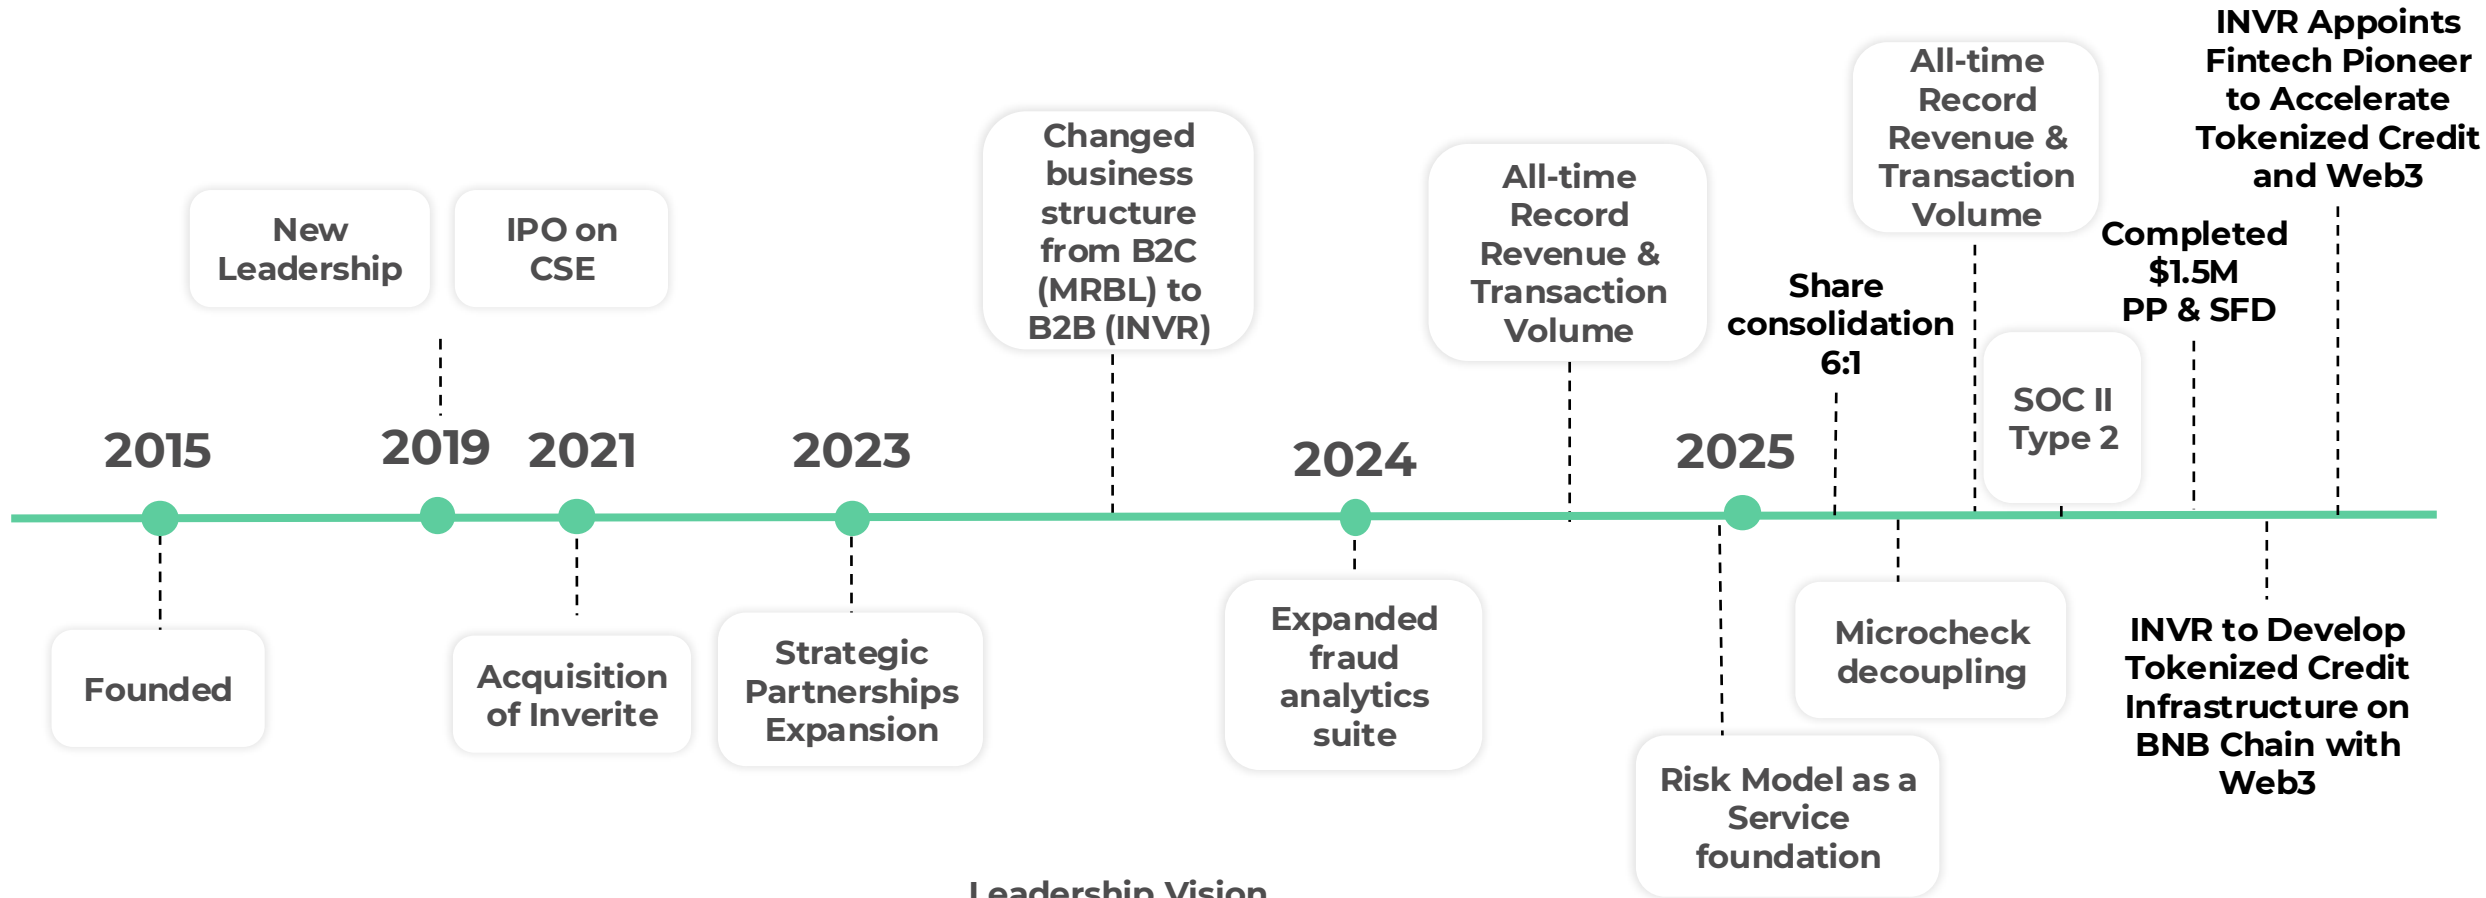 INVR Appoints
Fintech Pioneer
to Accelerate
Tokenized Credit
and Web3
All-time
Record
Revenue &
Transaction
Volume
Changed
business
structure
from B2C
(MRBL) to
B2B (INVR)
All-time
Record
Revenue &
Transaction
Volume
New
Leadership
IPO on
CSE
Completed
$1.5M
PP & SFD
Share
consolidation
6:1
SOC II
Type 2
2015
2019
2021
2023
2024
2025
Founded
Acquisition
of Inverite
Strategic
Partnerships
Expansion
Expanded
fraud
analytics
suite
Risk Model as a
Service
foundation
Microcheck
decoupling
INVR to Develop
Tokenized Credit
Infrastructure on
BNB Chain with
Web3
Leadership Vision